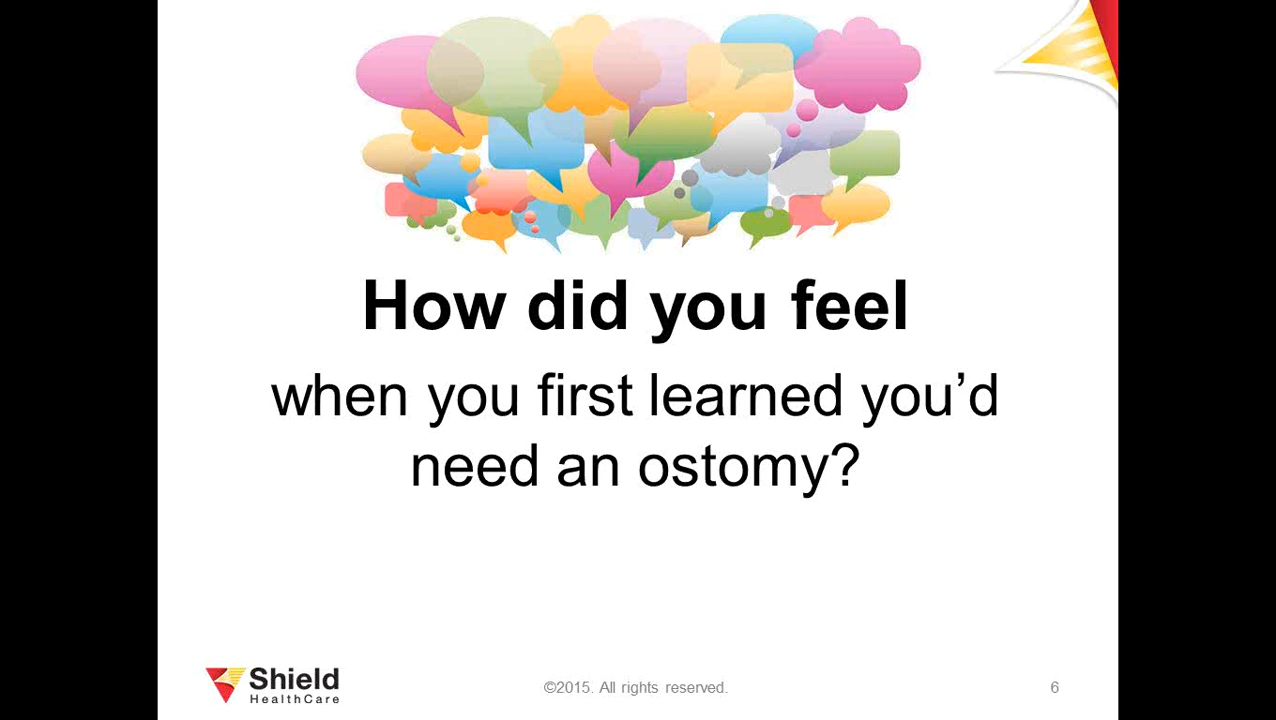 How did you feel
when you first learned you’d
need an ostomy?
Shield
HealthCare
©2015. All rights reserved.
6